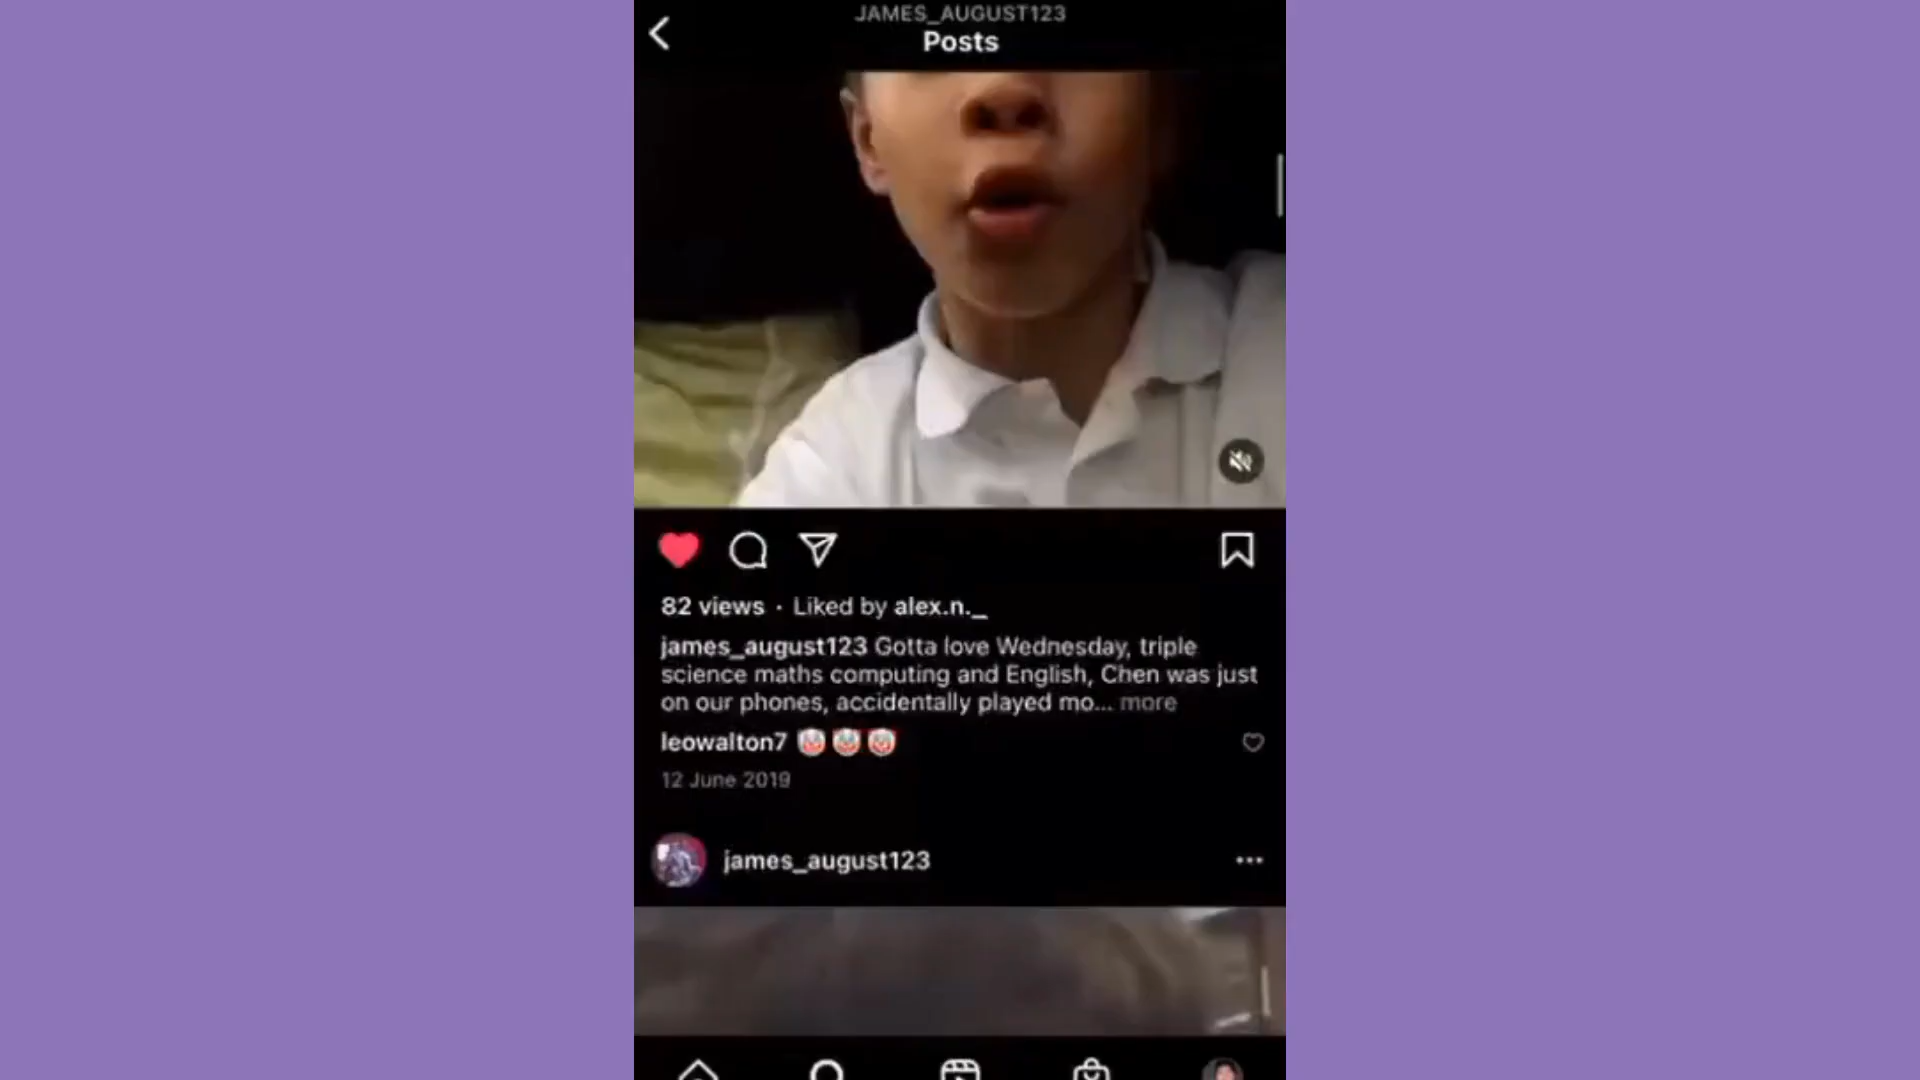 JAMES_AUGUST123
Posts
82 views · Liked by alex.n._
james_august123 Gotta love Wednesday, triple
science maths computing and English, Chen was just
on our phones, accidentally played mo... more
leowalton7 🤡🤡🤡
12 June 2019
james_august123